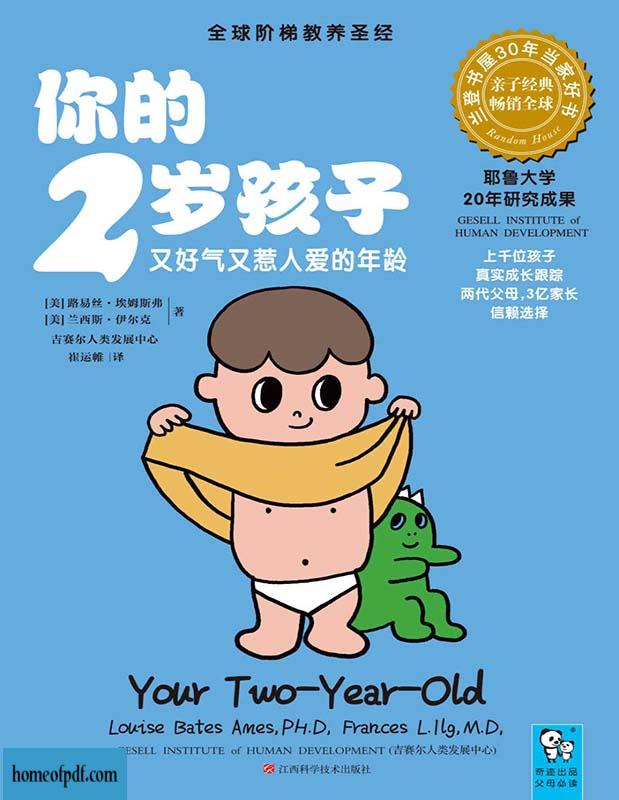 全球阶梯教养圣经
你的
2岁孩子
又好气又惹人爱的年龄
[美]路易丝·埃姆斯弗
[美]兰西斯·伊尔克
著
吉赛尔人类发展中心
崔运帷|译
兰登书屋30年当家好书
亲子经典
畅销全球
Random House
耶鲁大学
20年研究成果
GESELL INSTITUTE of
HUMAN DEVELOPMENT
上千位孩子
真实成长跟踪
两代父母,3亿家长
信赖选择
Your Two-Year-Old
Louise Bates Ames,PH.D, Frances L.Ilg,M.D,
GESELL INSTITUTE of HUMAN DEVELOPMENT (吉赛尔人类发展中心)
江西科学技术出版社
奇迹出品
父母必读
homeofpdf.com